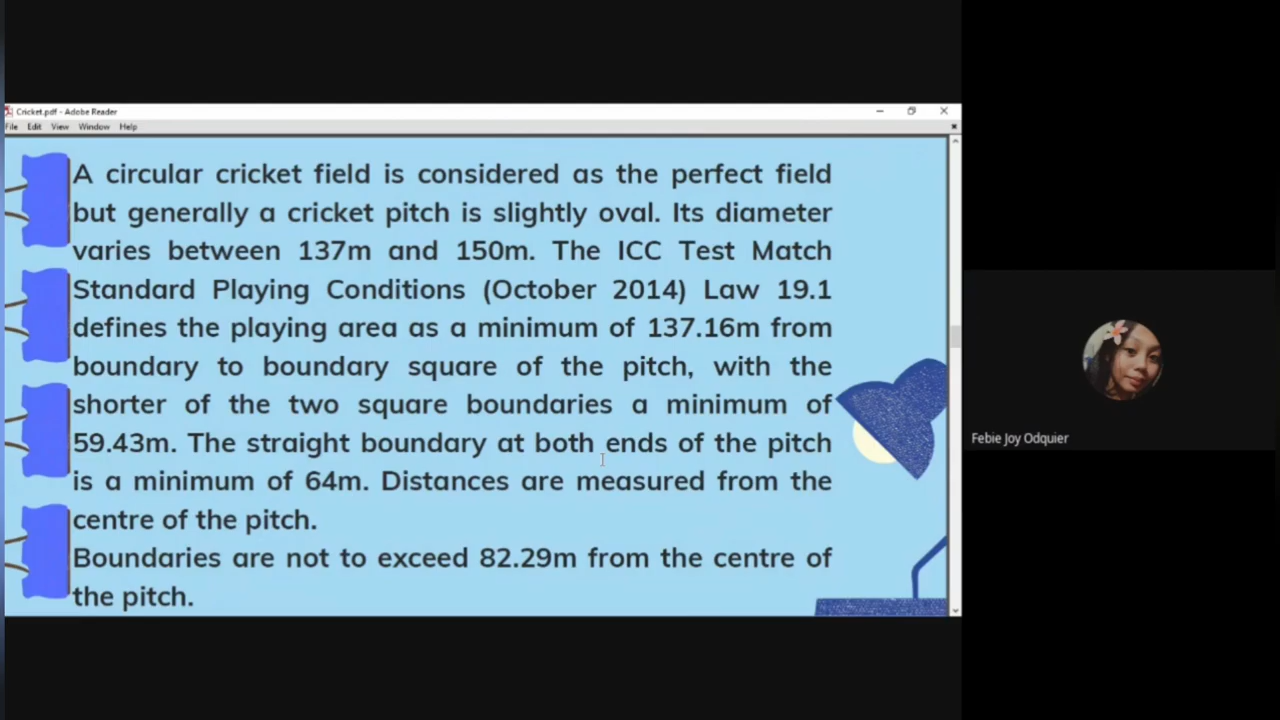 Cricket.pdf - Adobe Reader
File Edit View Window Help
A circular cricket field is considered as the perfect field
but generally a cricket pitch is slightly oval. Its diameter
varies between 137m and 150m. The ICC Test Match
Standard Playing Conditions (October 2014) Law 19.1
defines the playing area as a minimum of 137.16m from
boundary to boundary square of the pitch, with the
shorter of the two square boundaries a minimum of
59.43m. The straight boundary at both ends of the pitch
is a minimum of 64m. Distances are measured from the
centre of the pitch.
Boundaries are not to exceed 82.29m from the centre of
the pitch.
Febie Joy Odquier